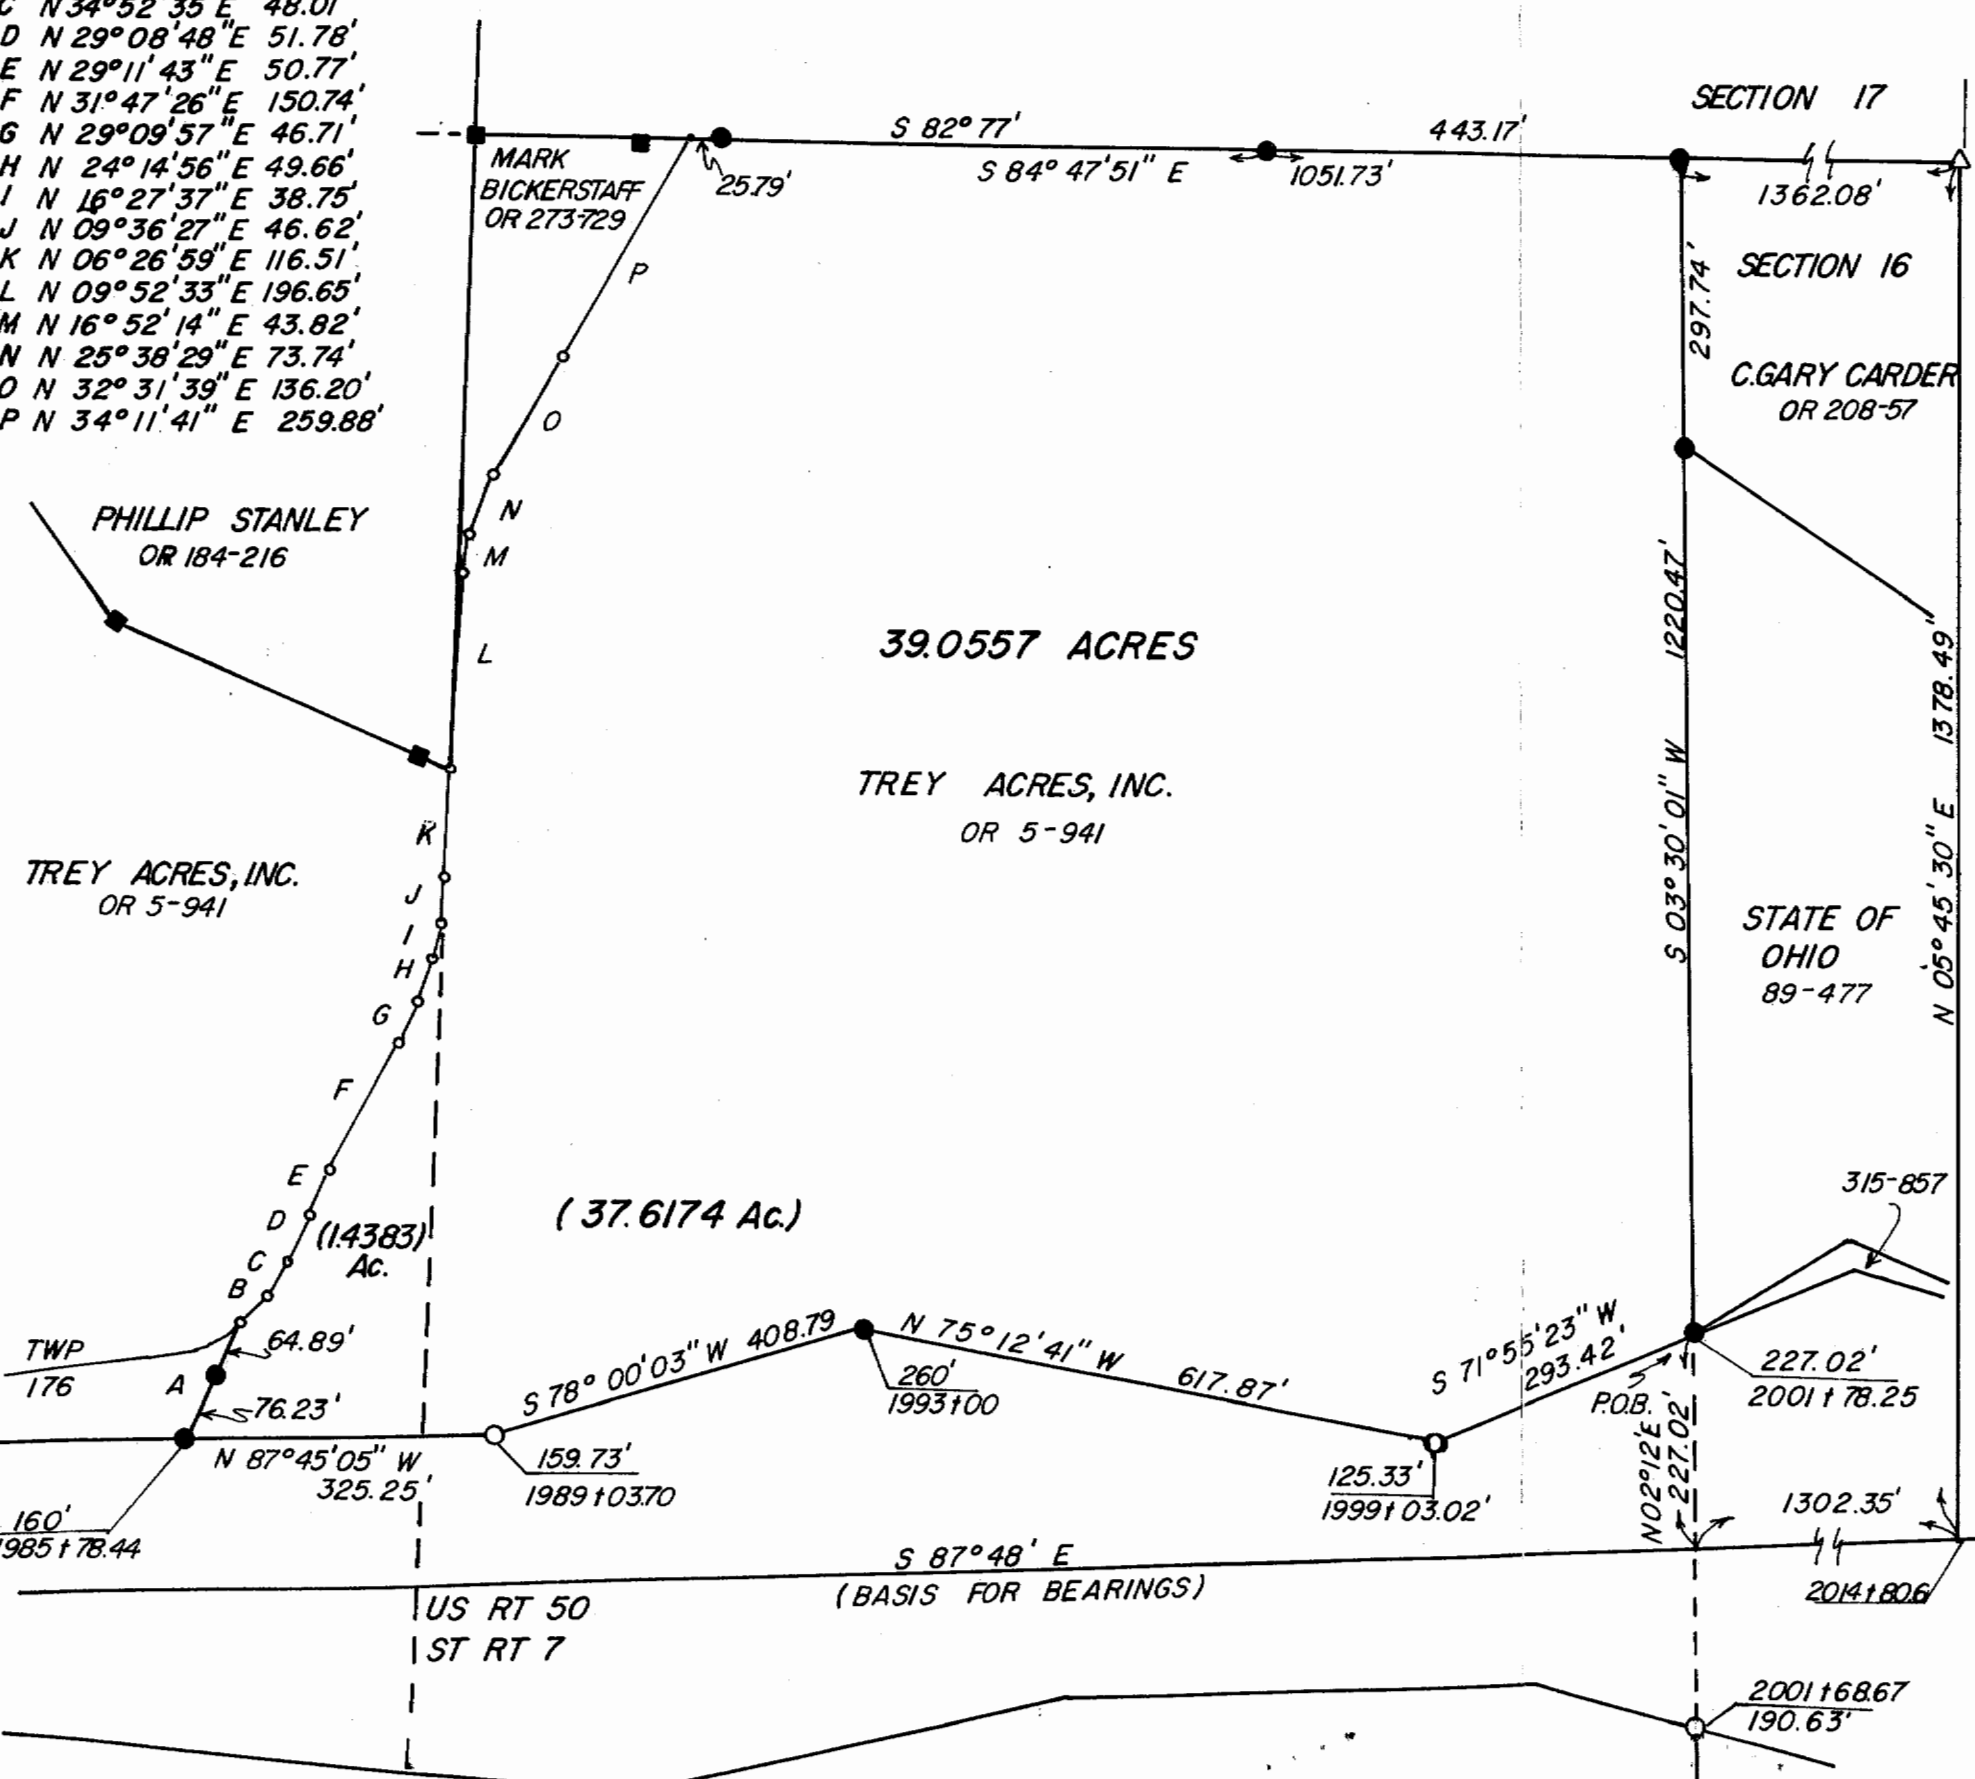 C N 34°52'35" E 48.01'
D N 29°08'48"E 51.78'
E N 29°11'43"E 50.77'
F N 31°47'26"E 150.74'
G N 29°09'57"E 46.71'
H N 24°14'56"E 49.66'
I N 16°27'37"E 38.75'
J N 09°36'27"E 46.62'
K N 06°26'59"E 116.51'
L N 09°52'33"E 196.65'
M N 16°52'14"E 43.82'
N N 25°38'29"E 73.74'
O N 32°31'39"E 136.20'
P N 34°11'41" E 259.88'
SECTION 17
S 82°77'
443.17'
S 84°47'51" E
1051.73'
1362.08'
25.79'
MARK
BICKERSTAFF
OR 273-729
P
O
N
M
L
K
J
I
H
G
F
E
D
C
B
A
297.74'
SECTION 16
C.GARY CARDER
OR 208-57
PHILLIP STANLEY
OR 184-216
39.0557 ACRES
TREY ACRES, INC.
OR 5-941
TREY ACRES, INC.
OR 5-941
S 03°30'01" W 1220.47'
N 05°45'30" E 1378.49"
STATE OF
OHIO
89-477
315-857
(1.4383)
Ac.
(37.6174 Ac.)
TWP
176
64.89'
76.23'
N 87°45'05" W
325.25'
160'
1985+78.44
S 78°00'03" W 408.79
159.73'
1989+03.70
260'
1993+00
N 75°12'41" W 617.87'
125.33'
1999+03.02'
S 71°55'23" W
293.42'
P.O.B.
227.02'
2001+78.25
N02°12'E
227.02'
1302.35'
2014+80.6
S 87°48' E
(BASIS FOR BEARINGS)
US RT 50
ST RT 7
2001+68.67
190.63'